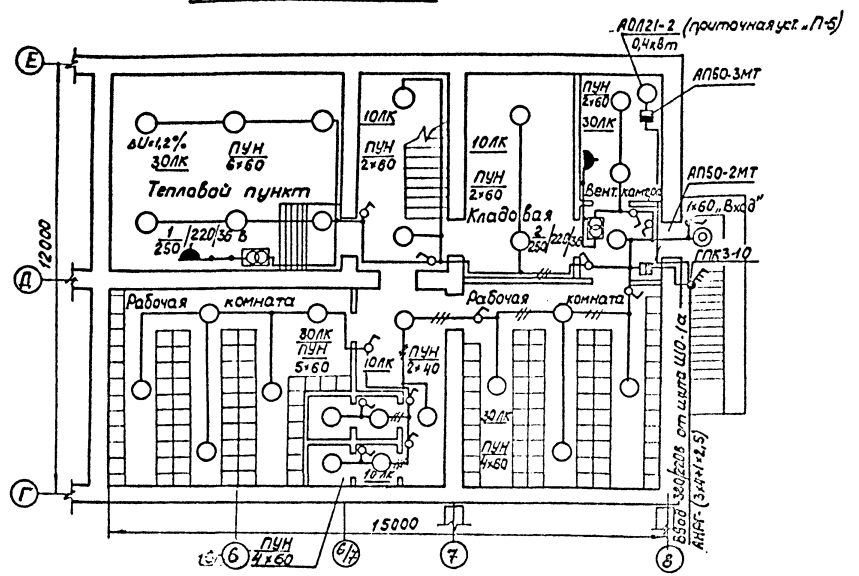 АОЛ21-2 (приточная уст. „П-5)
0,4 кВт
АП50-3МТ
АП50-2МТ
1×60 „Вход"
ГПК3-10
Е
Д
Г
12000
ΔU=1,2%
30ЛК
ПУН
6×60
Тепловой пункт
1
250/220/36 В
10ЛК
ПУН
2×60
10ЛК
ПУН
2×60
Кладовая
2
250/220/36
ПУН
2×60
30ЛК
Вент. камера
Рабочая комната
30ЛК
ПУН
5×60
10ЛК
ПУН
2×40
10ЛК
Рабочая комната
30ЛК
ПУН
4×60
Ввод ~380/220В от щита ЩО-1а
АНРГ-(3×4+1×2,5)
15000
6
6/7
7
8
ПУН
4×60